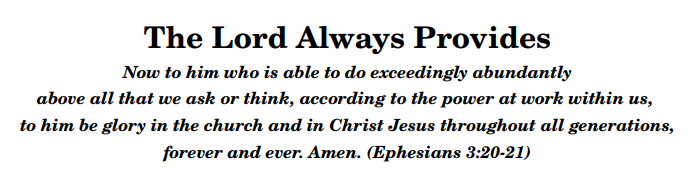 The Lord Always Provides
Now to him who is able to do exceedingly abundantly
above all that we ask or think, according to the power at work within us,
to him be glory in the church and in Christ Jesus throughout all generations,
forever and ever. Amen. (Ephesians 3:20-21)